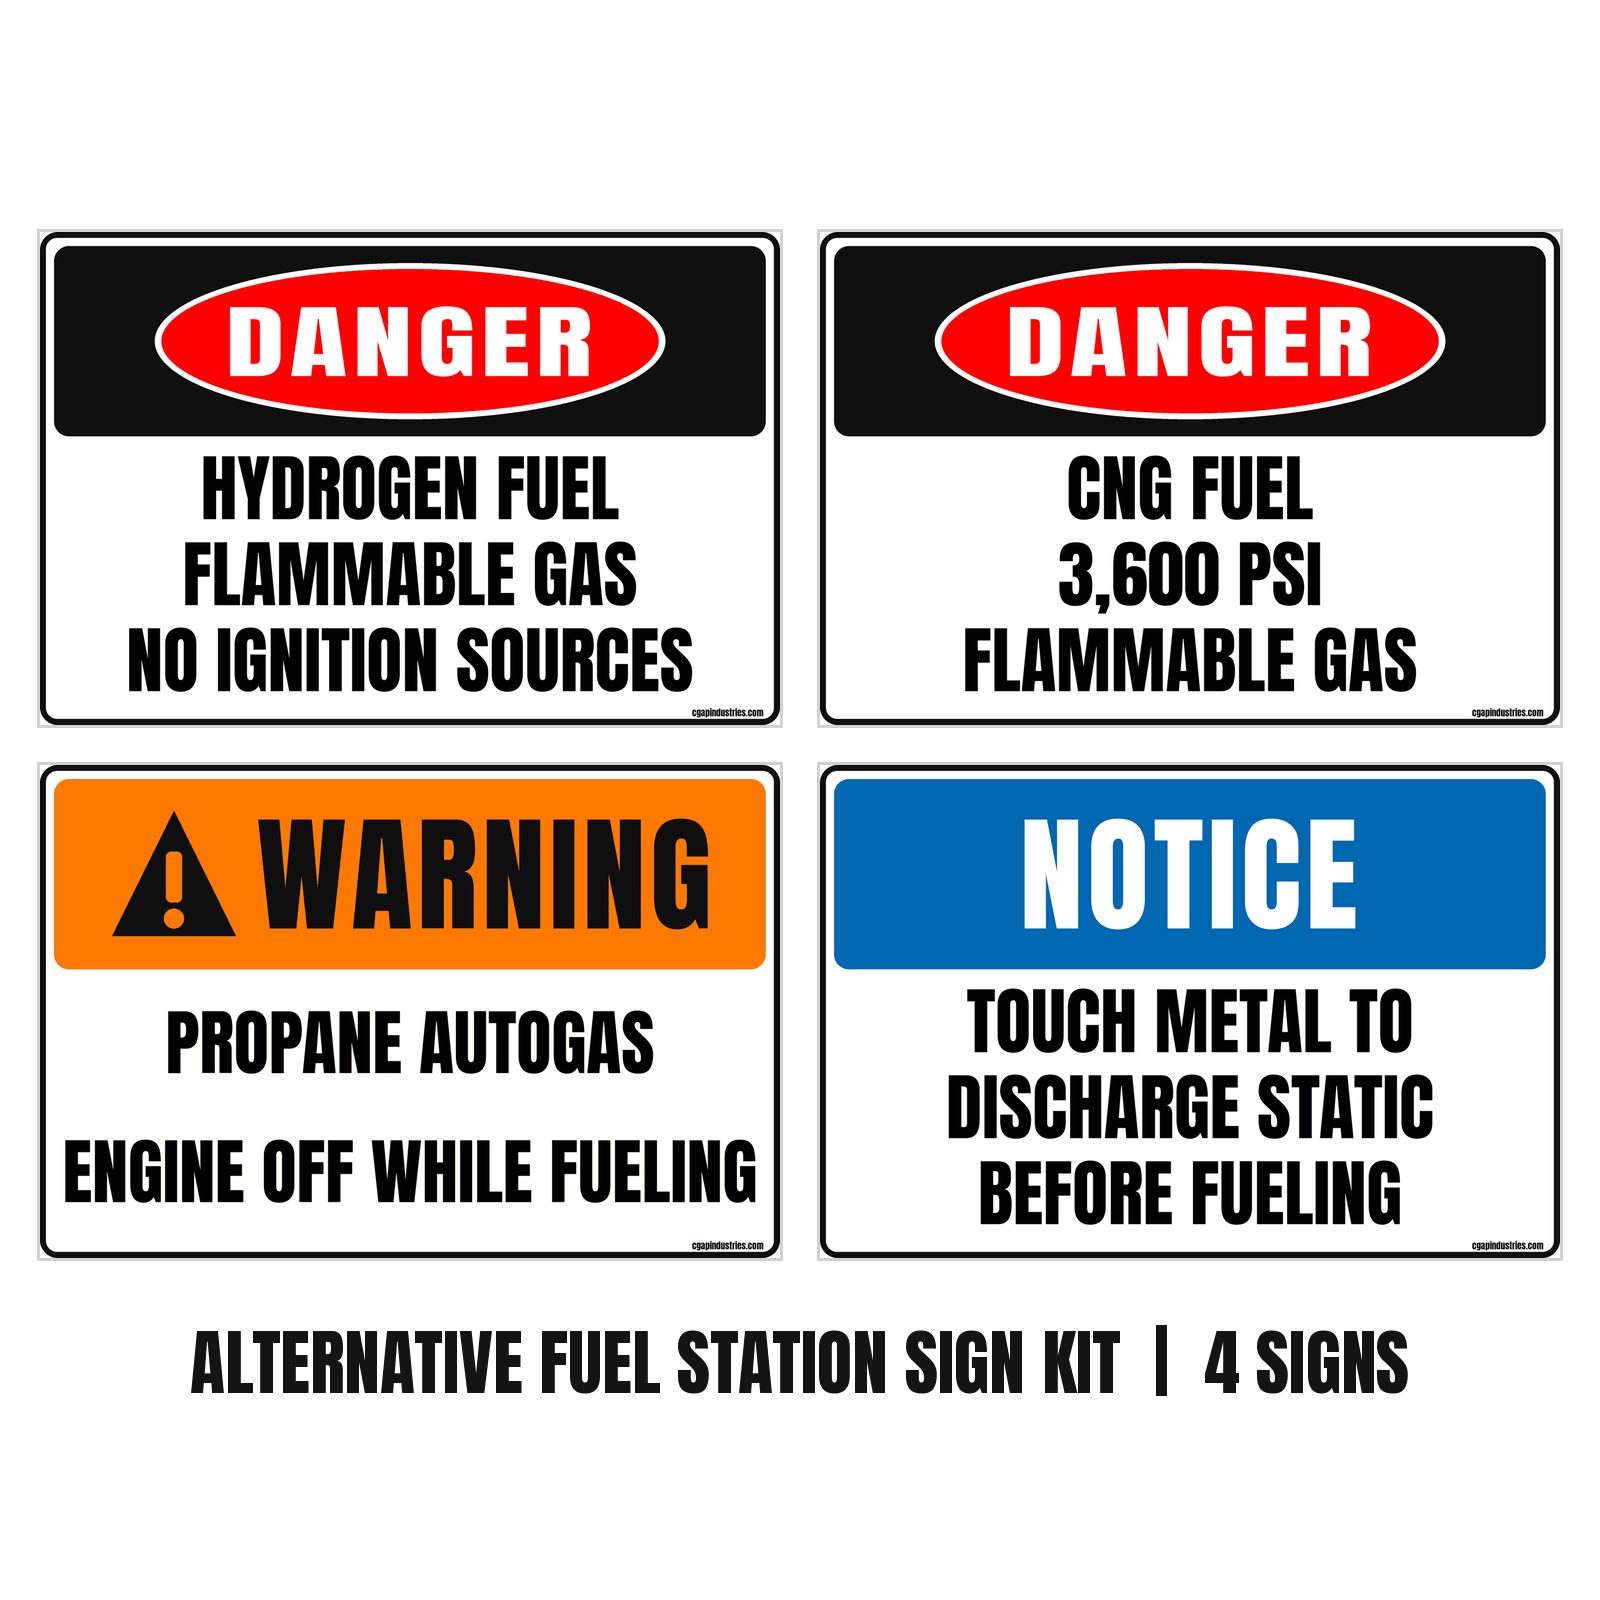 DANGER
HYDROGEN FUEL
FLAMMABLE GAS
NO IGNITION SOURCES
cgapindustries.com
DANGER
CNG FUEL
3,600 PSI
FLAMMABLE GAS
cgapindustries.com
WARNING
PROPANE AUTOGAS
ENGINE OFF WHILE FUELING
cgapindustries.com
NOTICE
TOUCH METAL TO
DISCHARGE STATIC
BEFORE FUELING
cgapindustries.com
ALTERNATIVE FUEL STATION SIGN KIT | 4 SIGNS